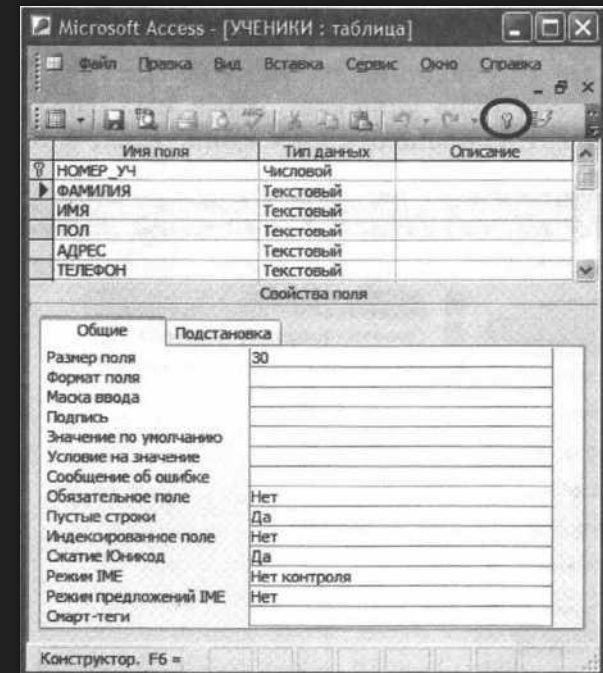 Microsoft Access - [УЧЕНИКИ : таблица]
Файл Правка Вид Вставка Сервис Окно Справка
Имя поля Тип данных Описание
НОМЕР_УЧ Числовой
ФАМИЛИЯ Текстовый
ИМЯ Текстовый
ПОЛ Текстовый
АДРЕС Текстовый
ТЕЛЕФОН Текстовый
Свойства поля
Общие Подстановка
Размер поля 30
Формат поля
Маска ввода
Подпись
Значение по умолчанию
Условие на значение
Сообщение об ошибке
Обязательное поле Нет
Пустые строки Да
Индексированное поле Нет
Сжатие Юникод Да
Режим IME Нет контроля
Режим предложений IME Нет
Смарт-теги
Конструктор. F6 =